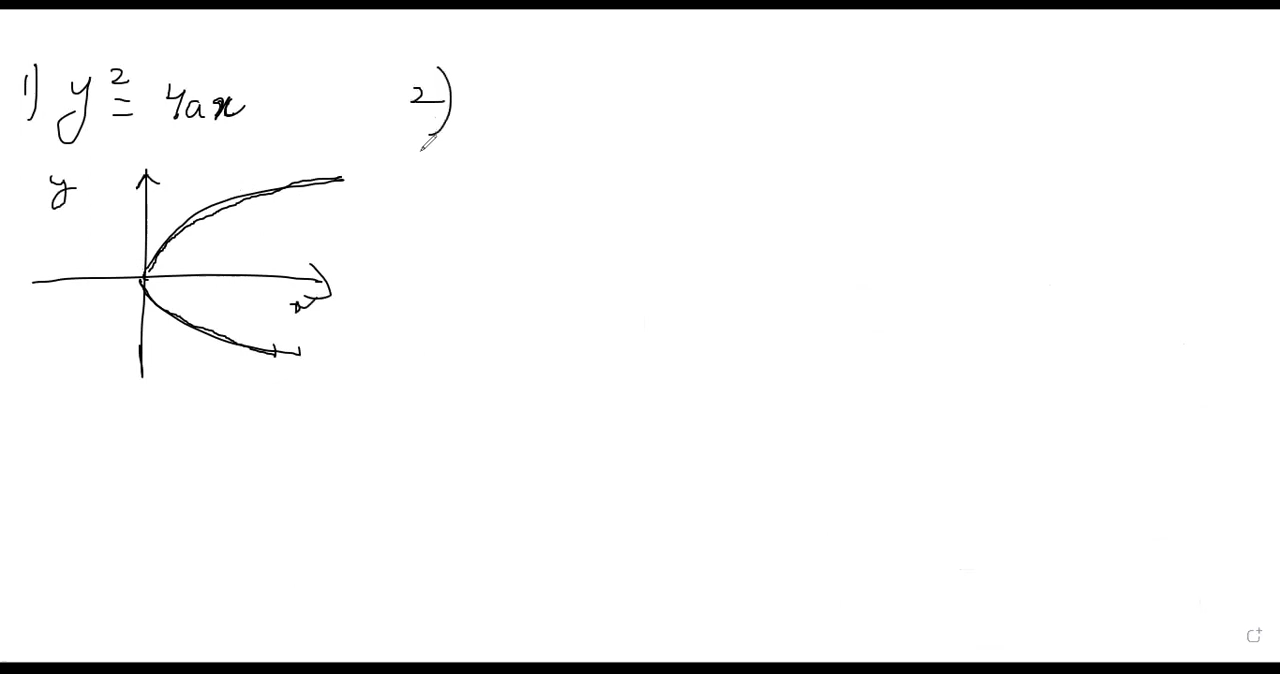 1) y² = 4ax 2)
y
x